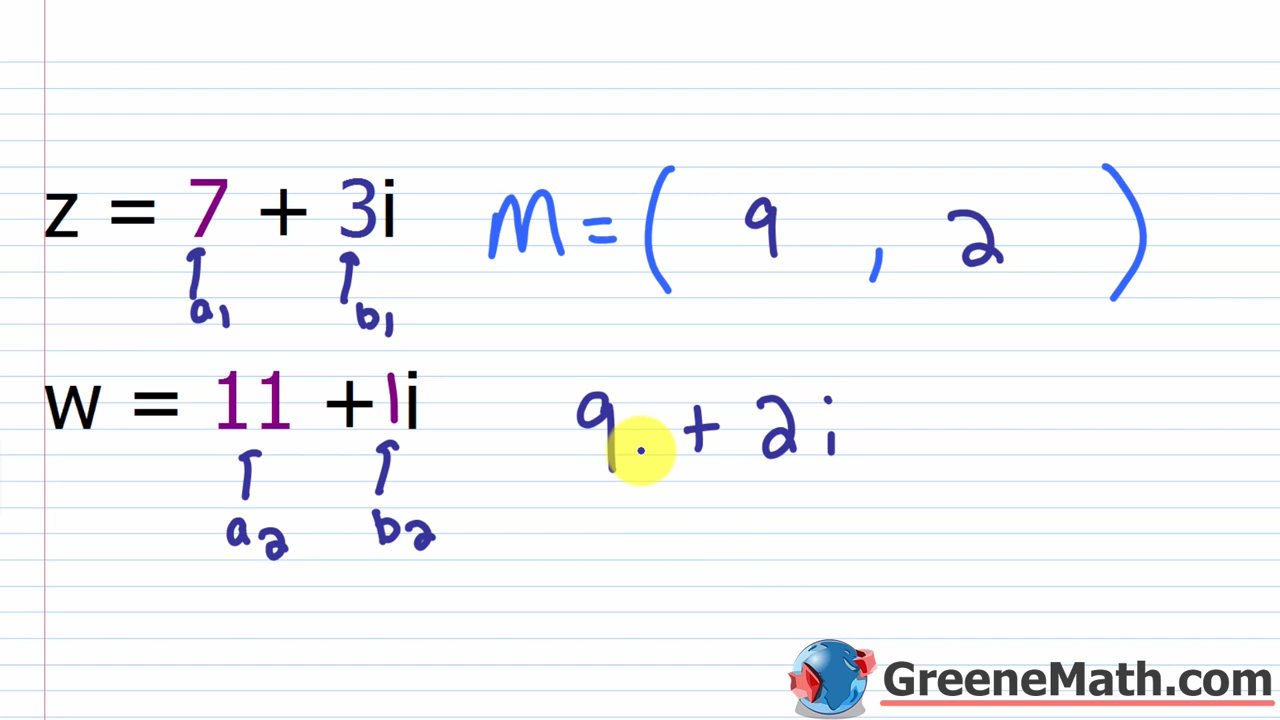 z = 7 + 3i m = ( 9 , 2 )
a1 b1
w = 11 + 1i 9 + 2i
a2 b2
GreeneMath.com